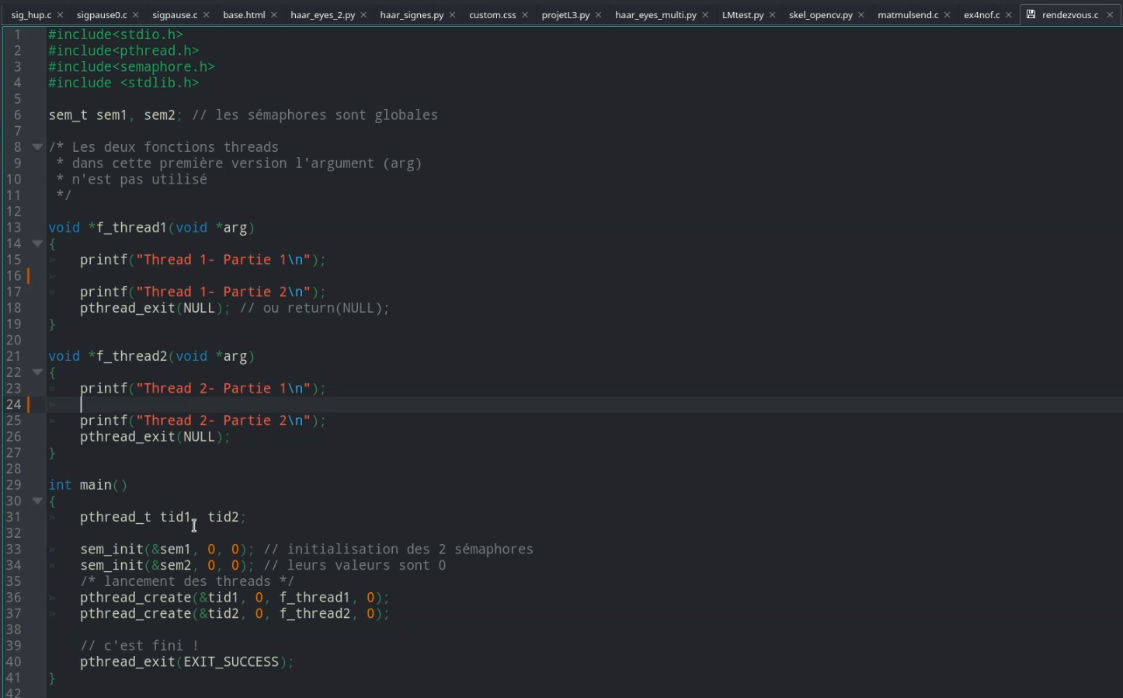 sig_hup.c × sigpause0.c × sigpause.c × base.html × haar_eyes_2.py × haar_signes.py × custom.css × projetL3.py × haar_eyes_multi.py × LMtest.py × skel_opencv.py × matmulsend.c × ex4nof.c × rendezvous.c ×
1 #include<stdio.h>
2 #include<pthread.h>
3 #include<semaphore.h>
4 #include <stdlib.h>
5
6 sem_t sem1, sem2; // les sémaphores sont globales
7
8 /* Les deux fonctions threads
9 * dans cette première version l'argument (arg)
10 * n'est pas utilisé
11 */
12
13 void *f_thread1(void *arg)
14 {
15 printf("Thread 1- Partie 1\n");
16
17 printf("Thread 1- Partie 2\n");
18 pthread_exit(NULL); // ou return(NULL);
19 }
20
21 void *f_thread2(void *arg)
22 {
23 printf("Thread 2- Partie 1\n");
24
25 printf("Thread 2- Partie 2\n");
26 pthread_exit(NULL);
27 }
28
29 int main()
30 {
31 pthread_t tid1, tid2;
32
33 sem_init(&sem1, 0, 0); // initialisation des 2 sémaphores
34 sem_init(&sem2, 0, 0); // leurs valeurs sont 0
35 /* lancement des threads */
36 pthread_create(&tid1, 0, f_thread1, 0);
37 pthread_create(&tid2, 0, f_thread2, 0);
38
39 // c'est fini !
40 pthread_exit(EXIT_SUCCESS);
41 }
42